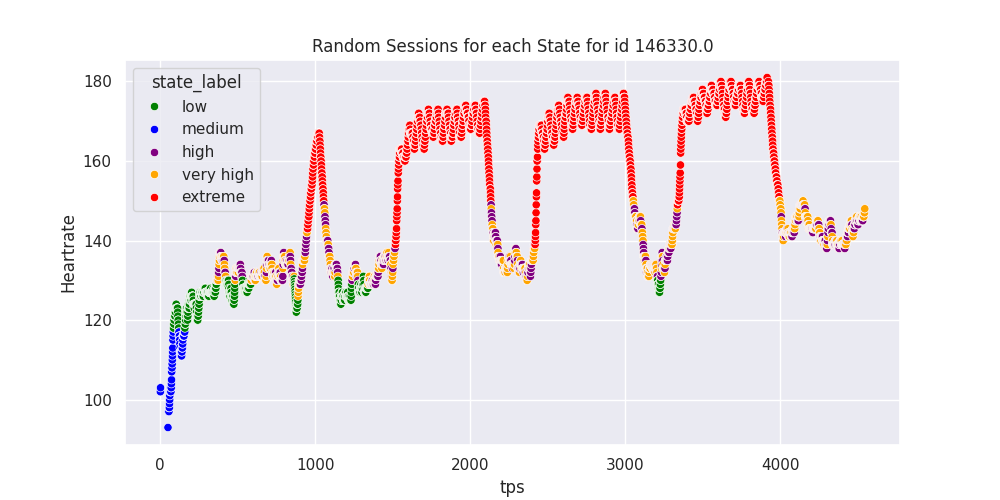 Random Sessions for each State for id 146330.0
state_label
low
medium
high
very high
extreme
Heartrate
180
160
140
120
100
0 1000 2000 3000 4000
tps